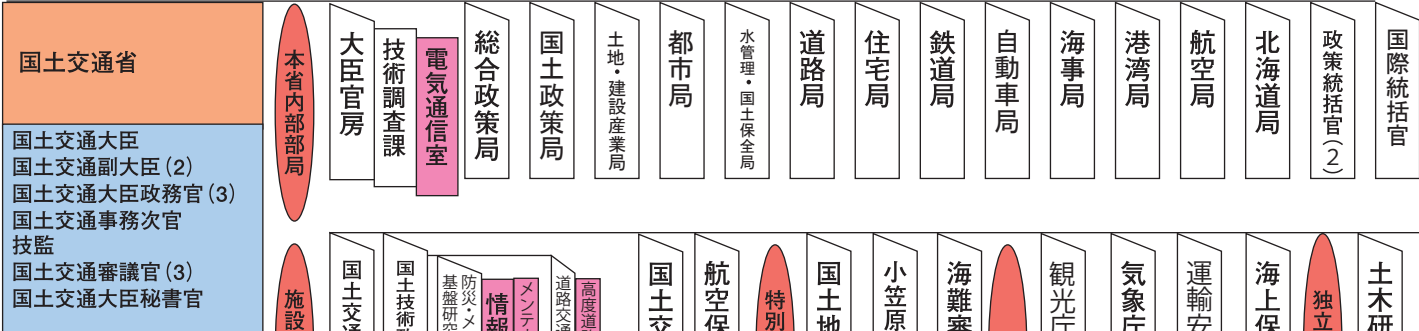 国土交通省
国土交通大臣
国土交通副大臣(2)
国土交通大臣政務官(3)
国土交通事務次官
技監
国土交通審議官(3)
国土交通大臣秘書官
本省内部部局
大臣官房
技術調査課
電気通信室
総合政策局
国土政策局
土地・建設産業局
都市局
水管理・国土保全局
道路局
住宅局
鉄道局
自動車局
海事局
港湾局
航空局
北海道局
政策統括官(2)
国際統括官
施設
国土交通
国土技術
防災・メ
基盤研究
情報
メンテ
道路交通
高度道
国土交
航空保
特別
国土地
小笠原
海難審
観光庁
気象庁
運輸安
海上保
独立
土木研